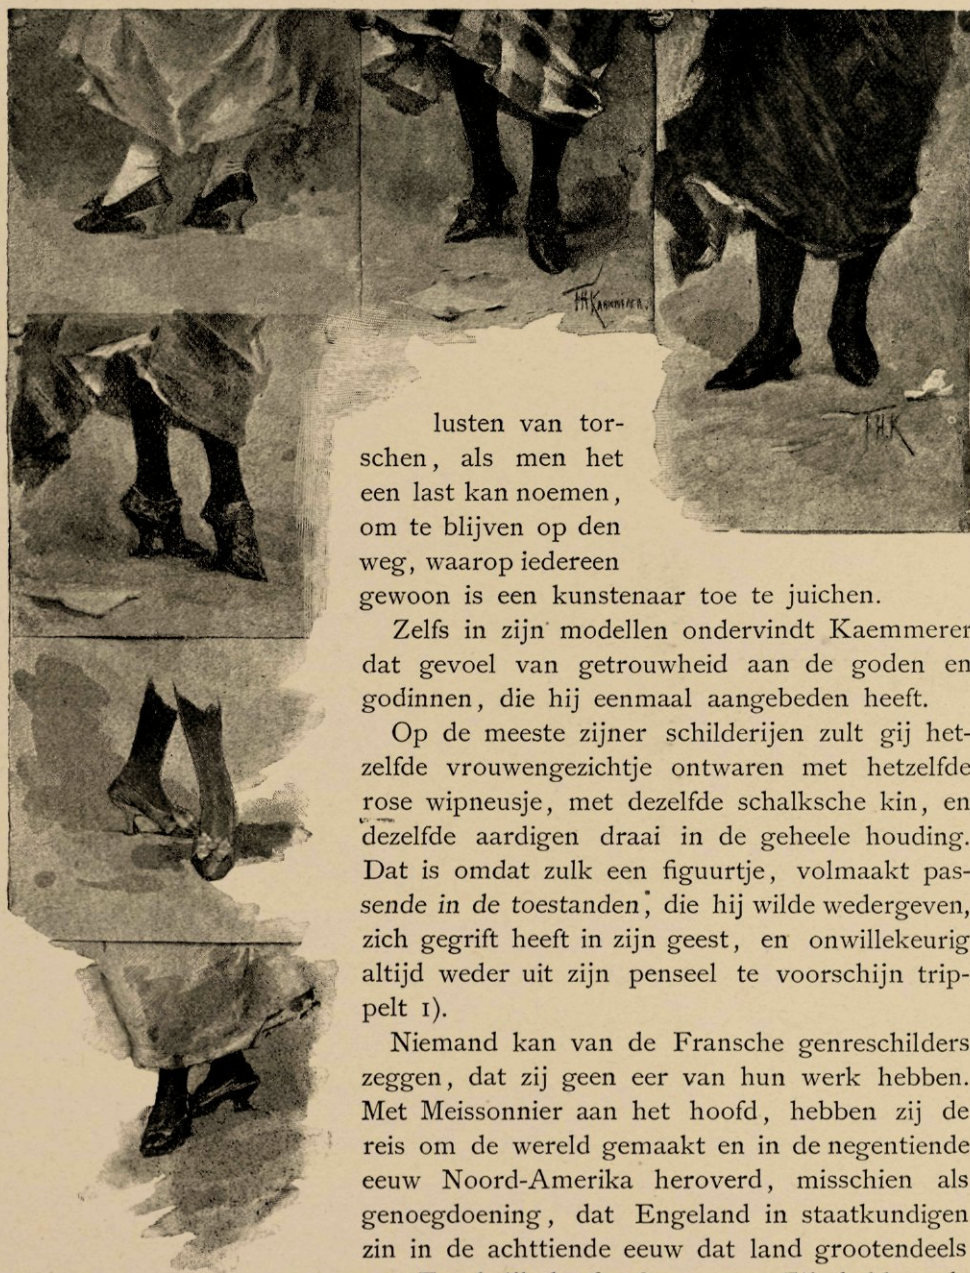 THKaemmerer.
T.H.K
lusten van tor-
schen, als men het
een last kan noemen,
om te blijven op den
weg, waarop iedereen
gewoon is een kunstenaar toe te juichen.
Zelfs in zijn modellen ondervindt Kaemmerer
dat gevoel van getrouwheid aan de goden en
godinnen, die hij eenmaal aangebeden heeft.
Op de meeste zijner schilderijen zult gij het-
zelfde vrouwengezichtje ontwaren met hetzelfde
rose wipneusje, met dezelfde schalksche kin, en
dezelfde aardigen draai in de geheele houding.
Dat is omdat zulk een figuurtje, volmaakt pas-
sende in de toestanden, die hij wilde wedergeven,
zich gegrift heeft in zijn geest, en onwillekeurig
altijd weder uit zijn penseel te voorschijn trip-
pelt 1).
Niemand kan van de Fransche genreschilders
zeggen, dat zij geen eer van hun werk hebben.
Met Meissonnier aan het hoofd, hebben zij de
reis om de wereld gemaakt en in de negentiende
eeuw Noord-Amerika heroverd, misschien als
genoegdoening, dat Engeland in staatkundigen
zin in de achttiende eeuw dat land grootendeels